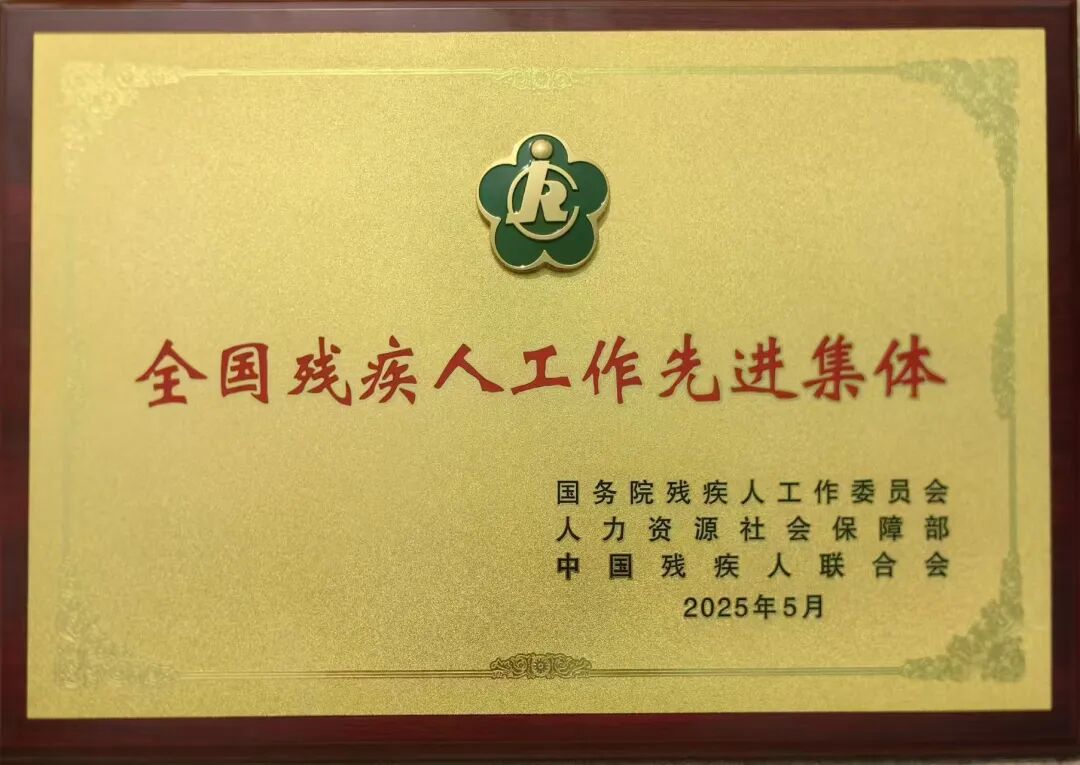 全国残疾人工作先进集体
国务院残疾人工作委员会
人力资源社会保障部
中国残疾人联合会
2025年5月